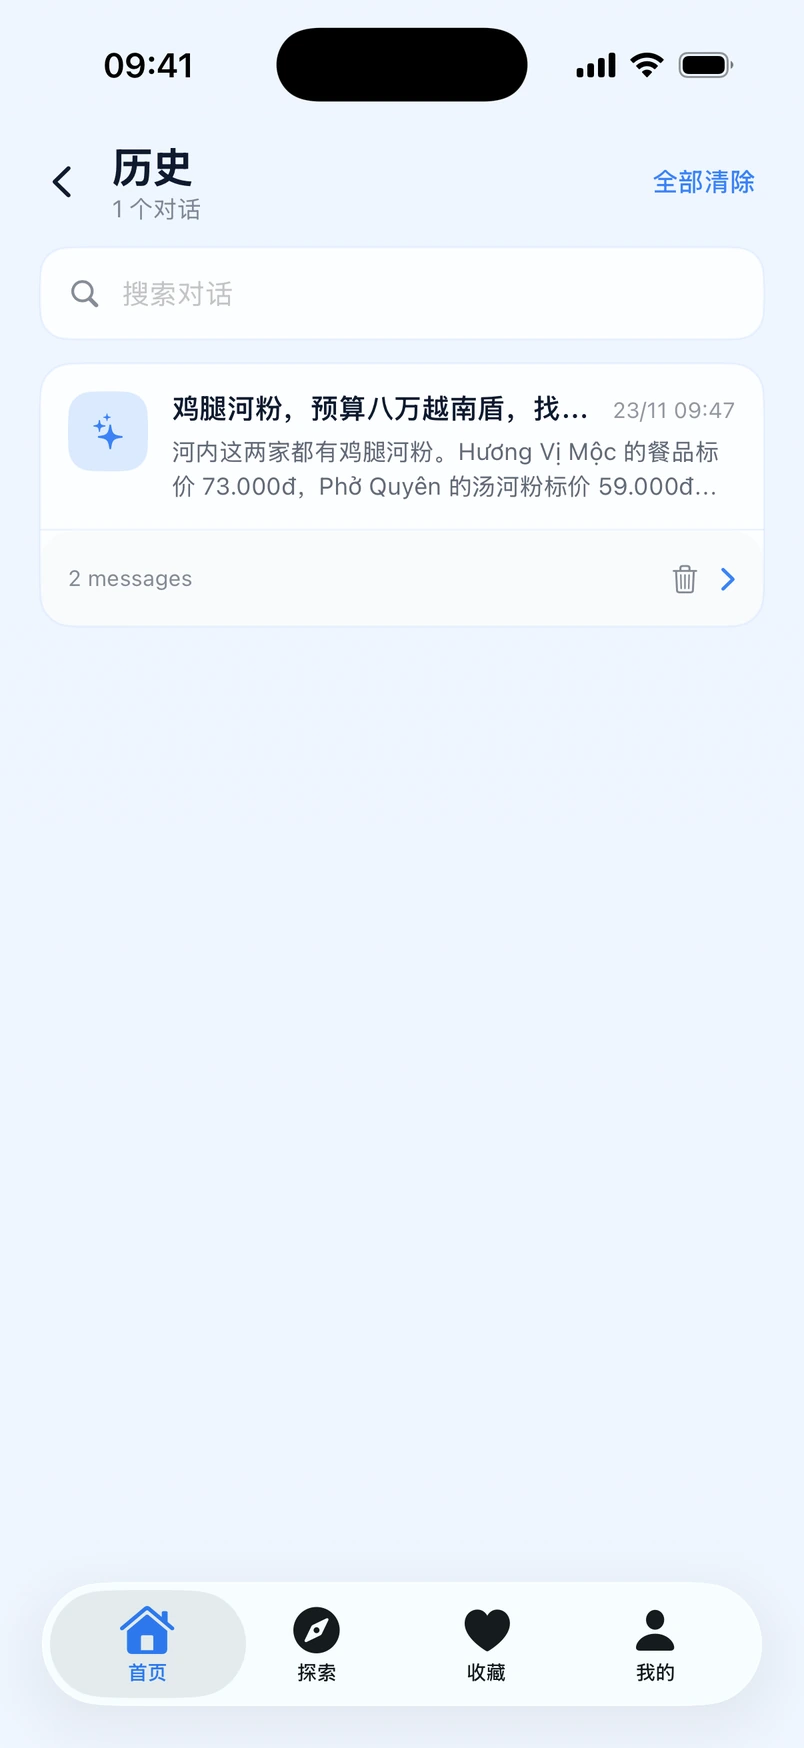 09:41
历史
1 个对话
全部清除
搜索对话
鸡腿河粉，预算八万越南盾，找... 23/11 09:47
河内这两家都有鸡腿河粉。Hương Vị Mộc 的餐品标
价 73.000đ，Phở Quyên 的汤河粉标价 59.000đ...
2 messages
首页
探索
收藏
我的